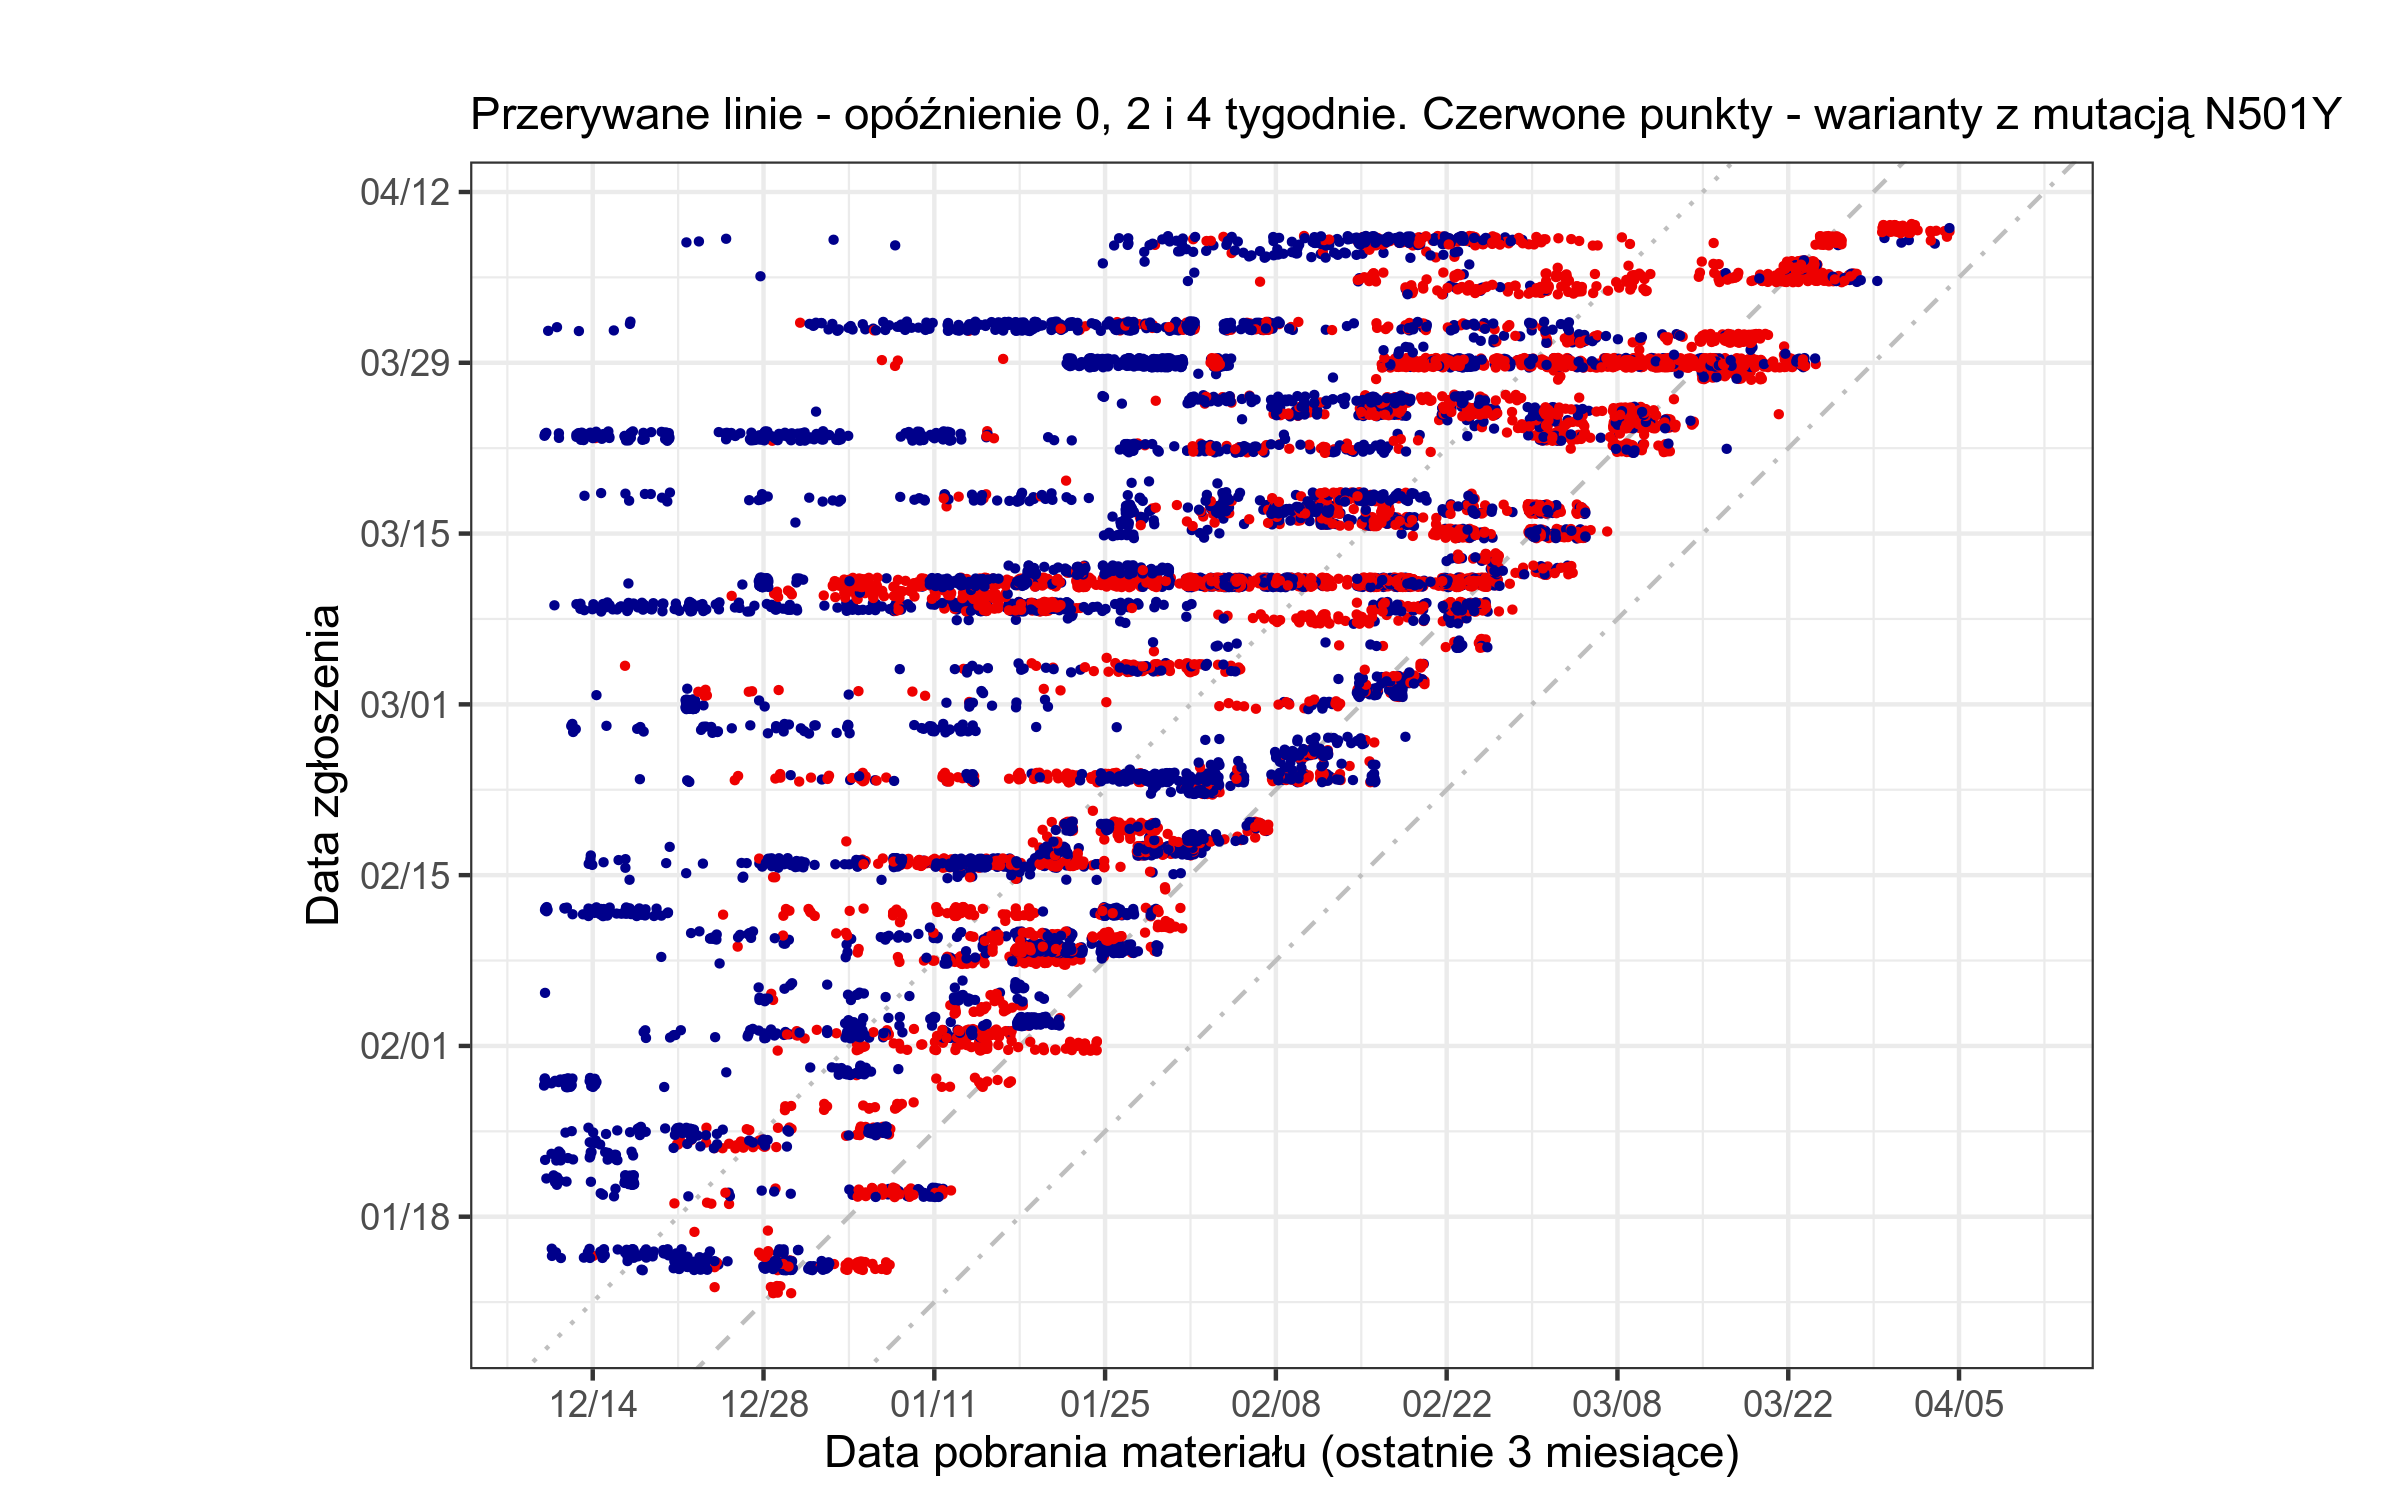 Przerywane linie - opóźnienie 0, 2 i 4 tygodnie. Czerwone punkty - warianty z mutacją N501Y
Data zgłoszenia
04/12
03/29
03/15
03/01
02/15
02/01
01/18
12/14 12/28 01/11 01/25 02/08 02/22 03/08 03/22 04/05
Data pobrania materiału (ostatnie 3 miesiące)